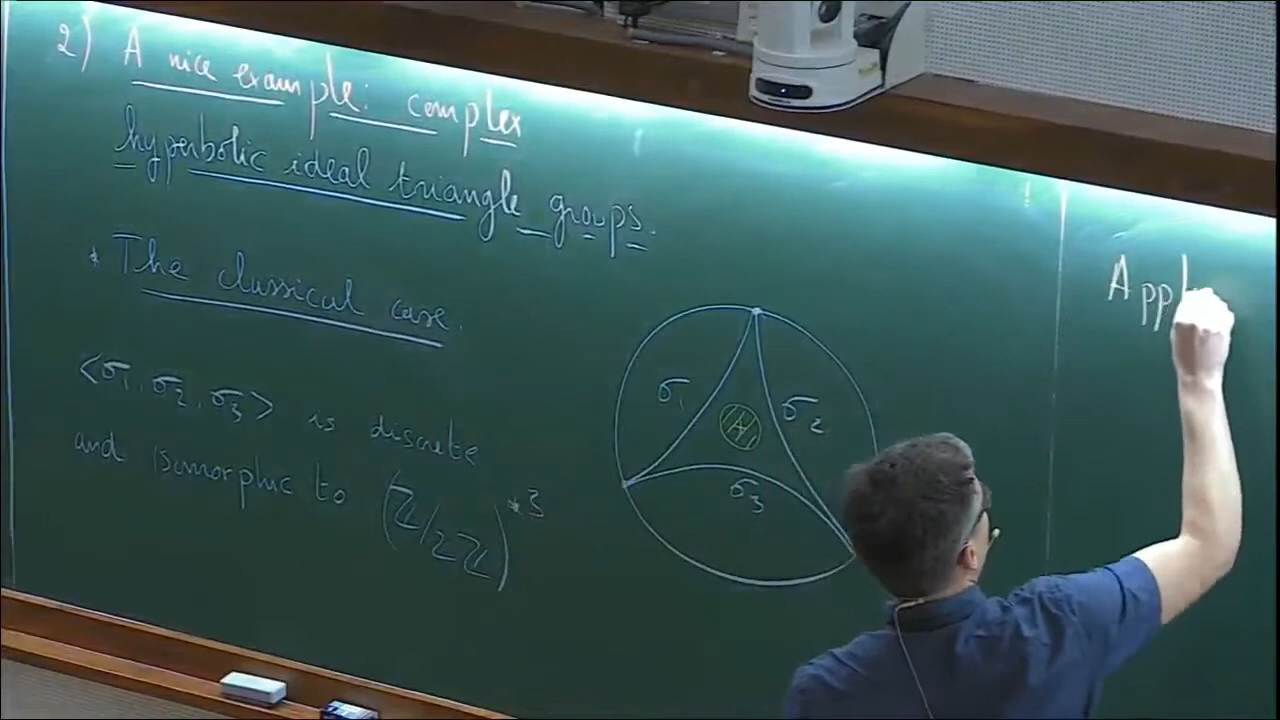 2) A nice example: complex
hyperbolic ideal triangle groups.
* The classical case.
<σ₁, σ₂, σ₃> is discrete
and isomorphic to (ℤ/2ℤ)*³
σ₁
σ₂
σ₃
Appl